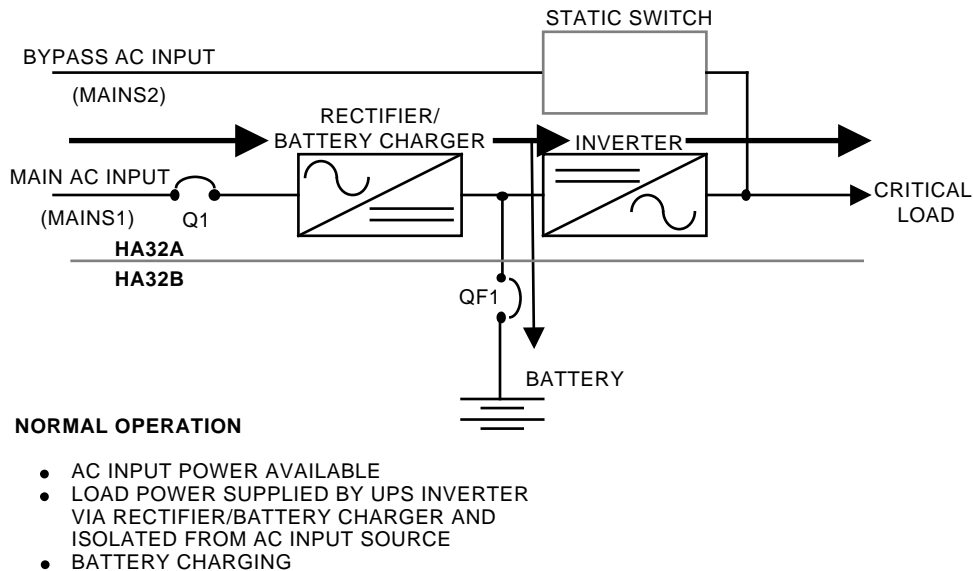 STATIC SWITCH
BYPASS AC INPUT
(MAINS2)
RECTIFIER/
BATTERY CHARGER
INVERTER
MAIN AC INPUT
(MAINS1)
Q1
CRITICAL
LOAD
HA32A
HA32B
QF1
BATTERY
NORMAL OPERATION
• AC INPUT POWER AVAILABLE
• LOAD POWER SUPPLIED BY UPS INVERTER
VIA RECTIFIER/BATTERY CHARGER AND
ISOLATED FROM AC INPUT SOURCE
• BATTERY CHARGING